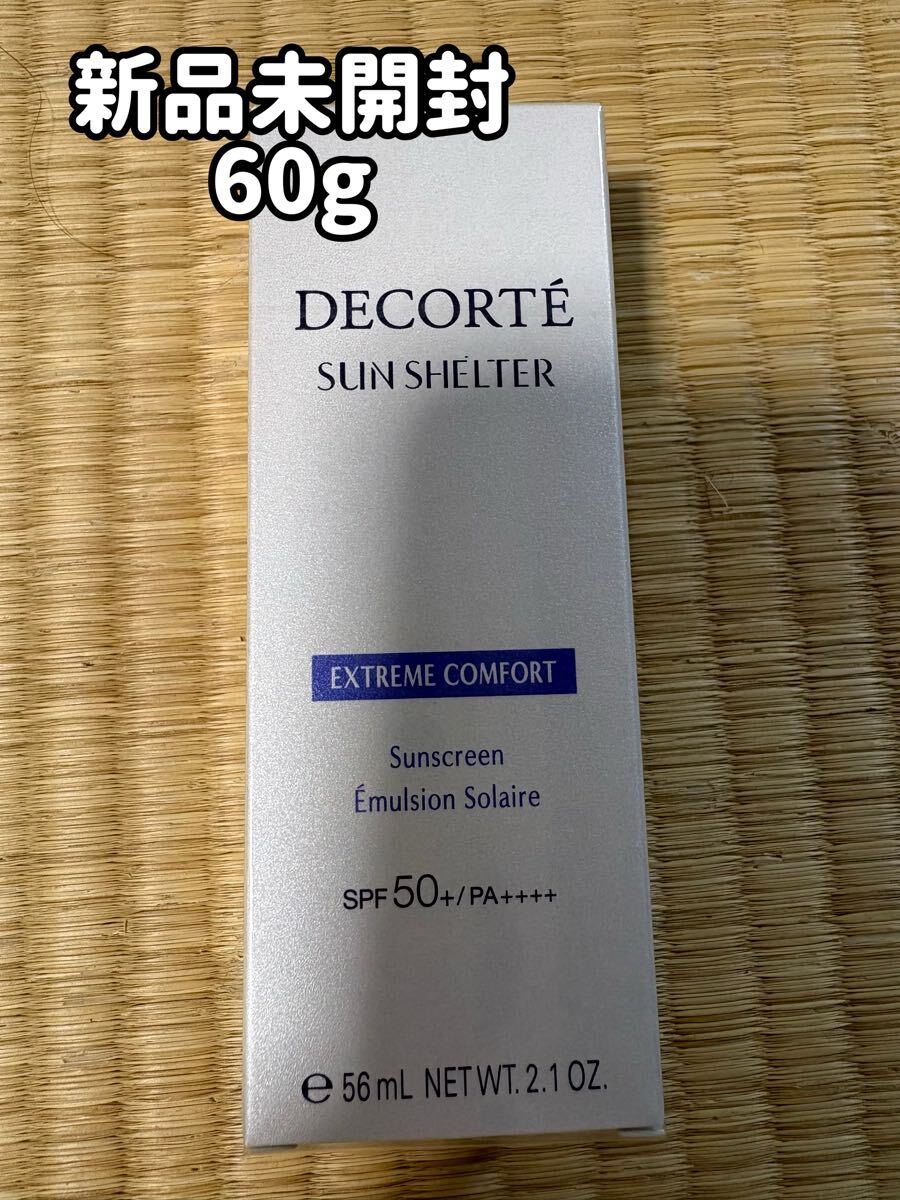 新品未開封
60g
DECORTÉ
SUN SHELTER
EXTREME COMFORT
Sunscreen
Émulsion Solaire
SPF 50+/PA++++
℮ 56 mL NET WT. 2.1 OZ.